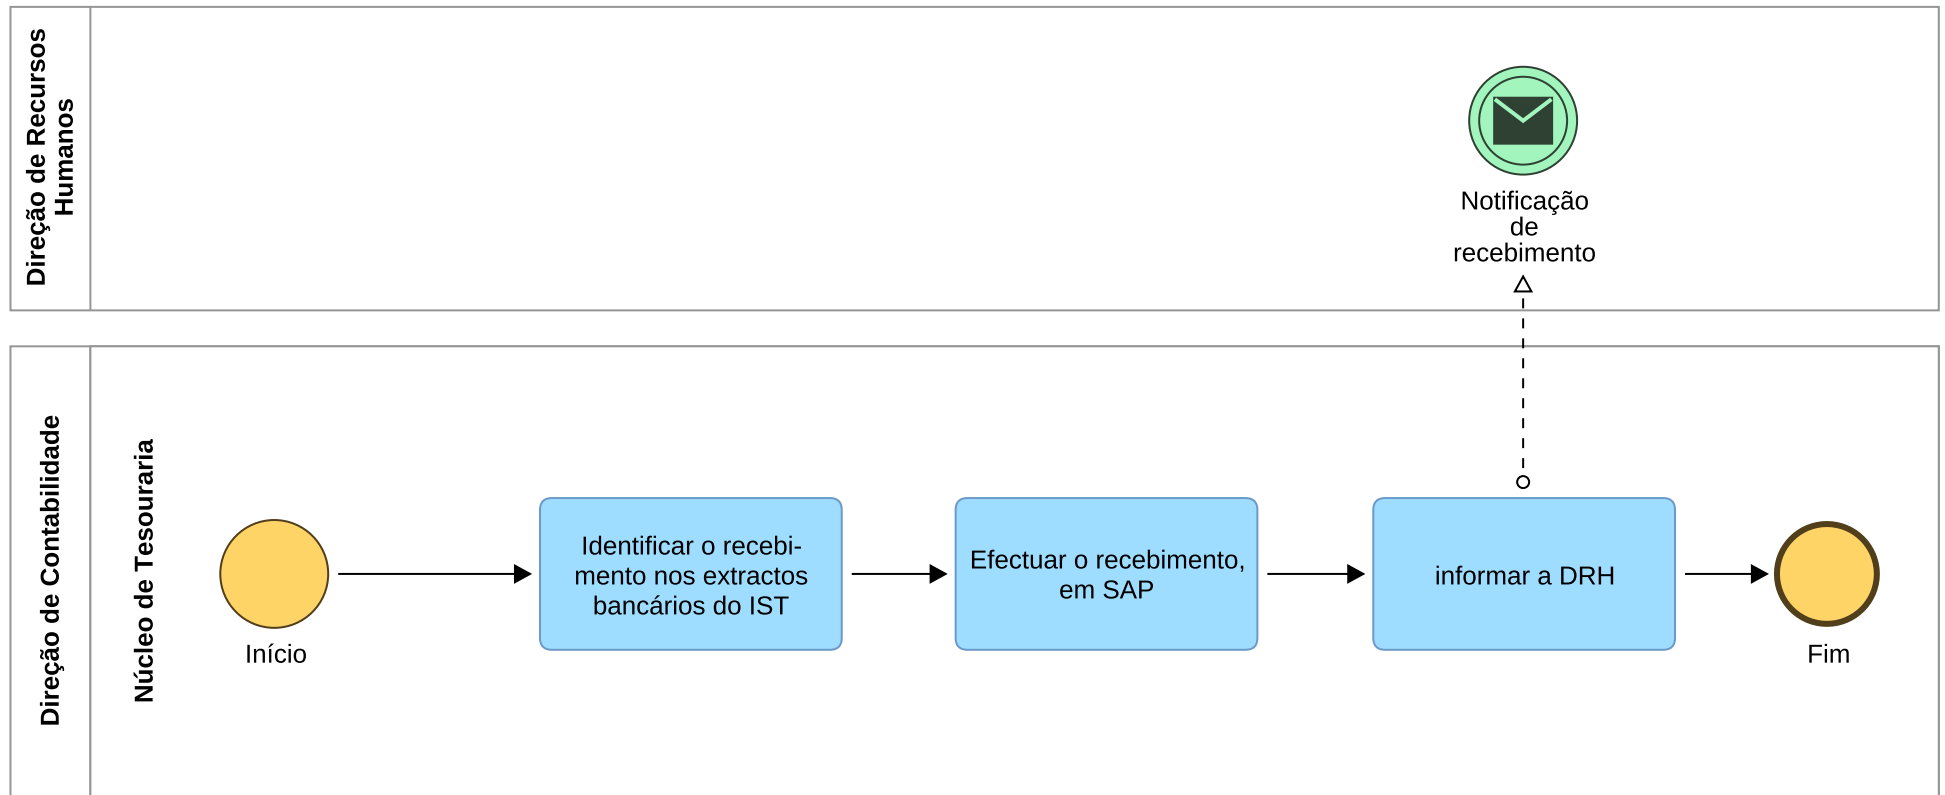 Direção de Recursos
Humanos
Notificação
de
recebimento
Direção de Contabilidade
Núcleo de Tesouraria
Início
Identificar o recebi-
mento nos extractos
bancários do IST
Efectuar o recebimento,
em SAP
informar a DRH
Fim